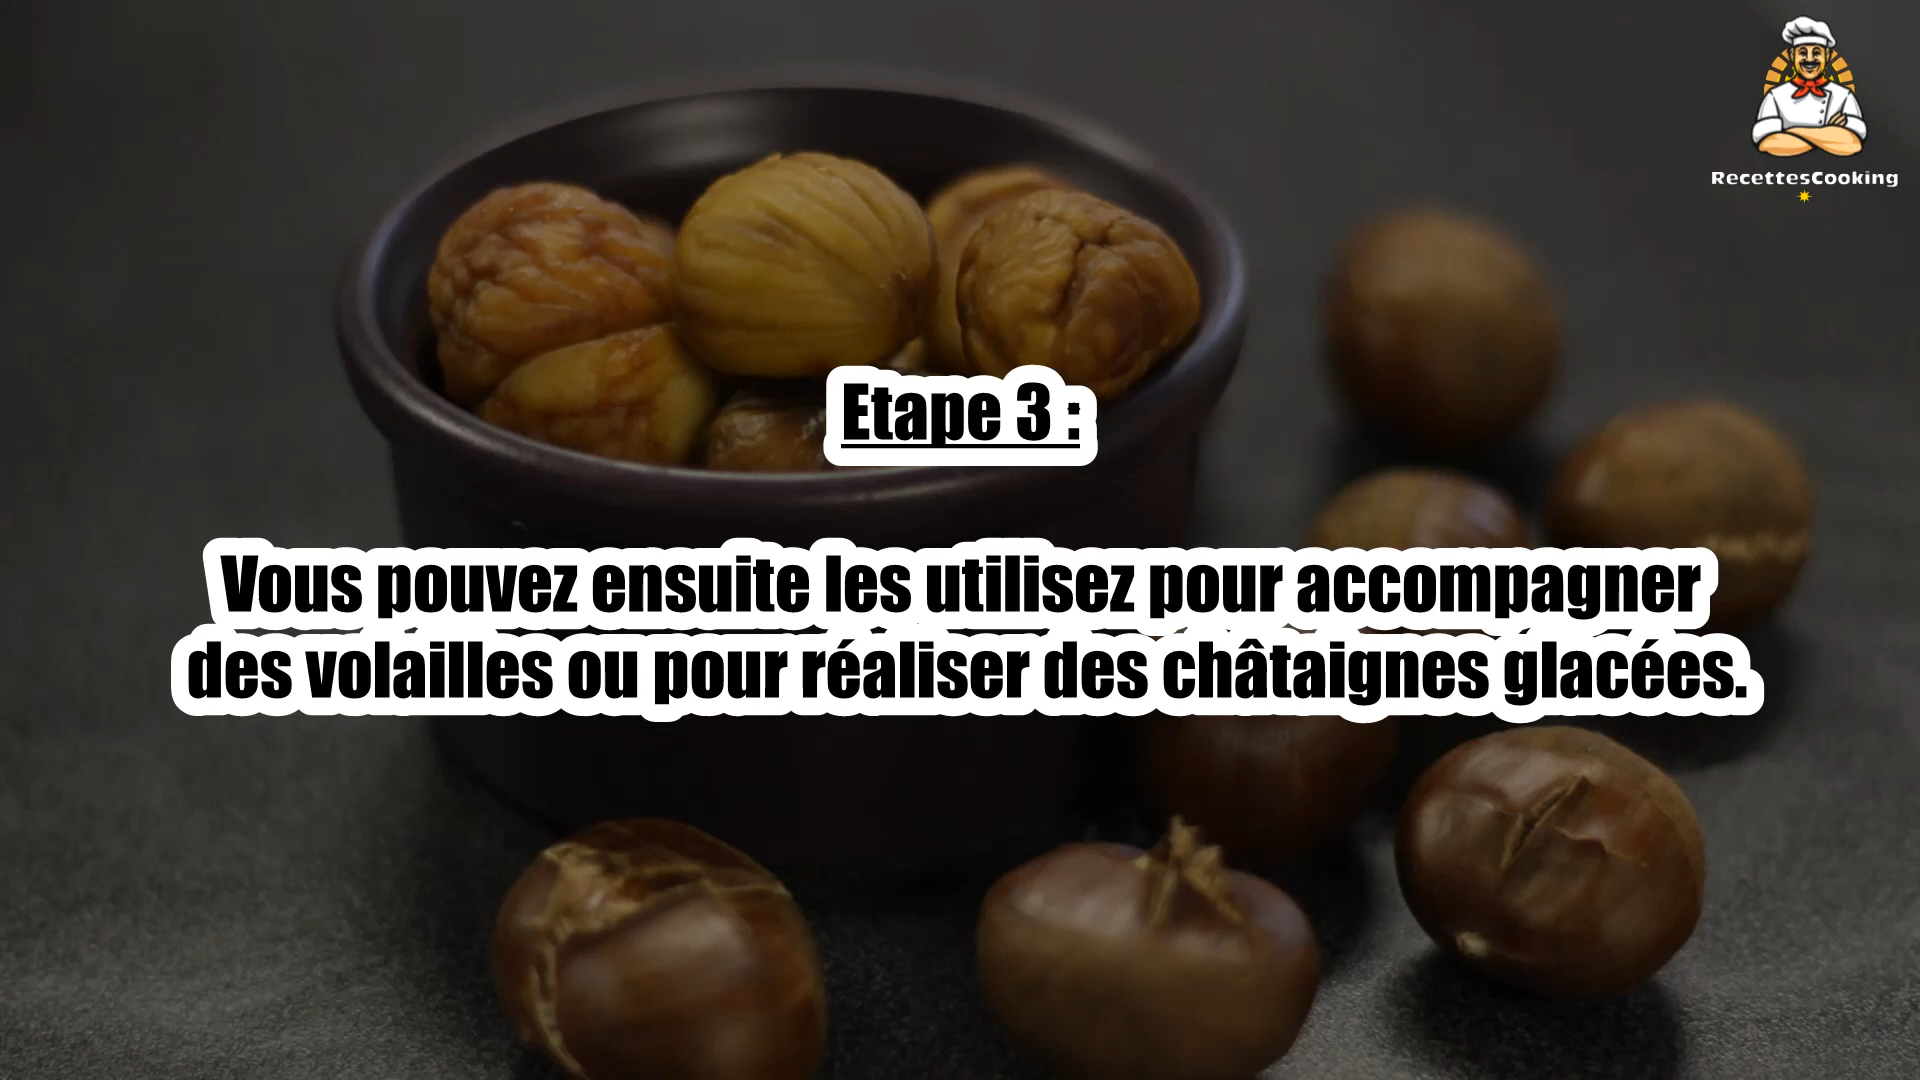 RecettesCooking
Etape 3 :
Vous pouvez ensuite les utilisez pour accompagner
des volailles ou pour réaliser des châtaignes glacées.